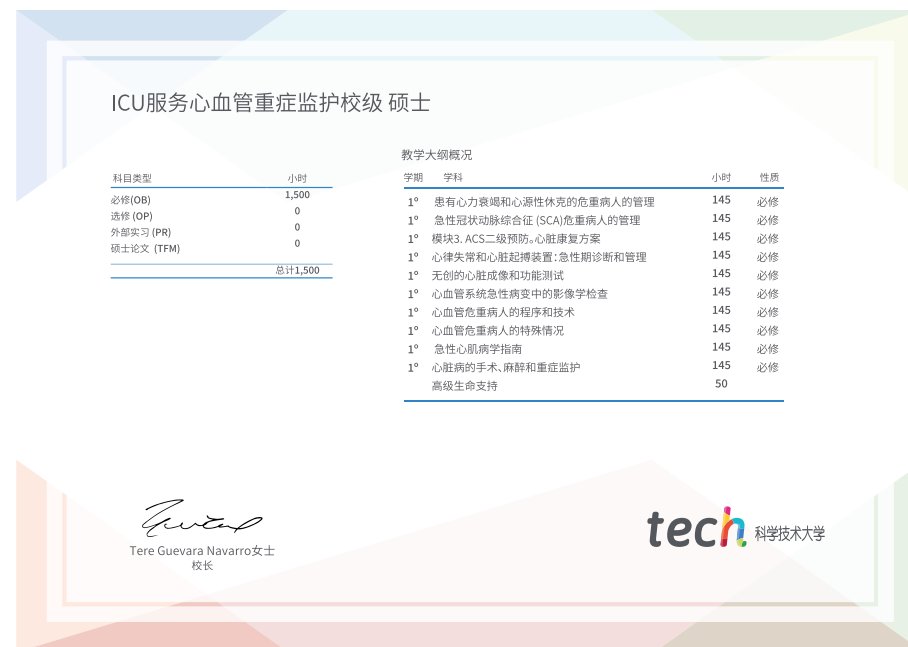 ICU服务心血管重症监护校级 硕士
科目类型 小时
必修(OB) 1,500
选修 (OP) 0
外部实习 (PR) 0
硕士论文 (TFM) 0
总计1,500
教学大纲概况
学期 学科 小时 性质
1º 患有心力衰竭和心源性休克的危重病人的管理 145 必修
1º 急性冠状动脉综合征 (SCA)危重病人的管理 145 必修
1º 模块3. ACS二级预防。心脏康复方案 145 必修
1º 心律失常和心脏起搏装置:急性期诊断和管理 145 必修
1º 无创的心脏成像和功能测试 145 必修
1º 心血管系统急性病变中的影像学检查 145 必修
1º 心血管危重病人的程序和技术 145 必修
1º 心血管危重病人的特殊情况 145 必修
1º 急性心肌病学指南 145 必修
1º 心脏病的手术、麻醉和重症监护 145 必修
高级生命支持 50
Tere Guevara Navarro女士
校长
tech 科学技术大学